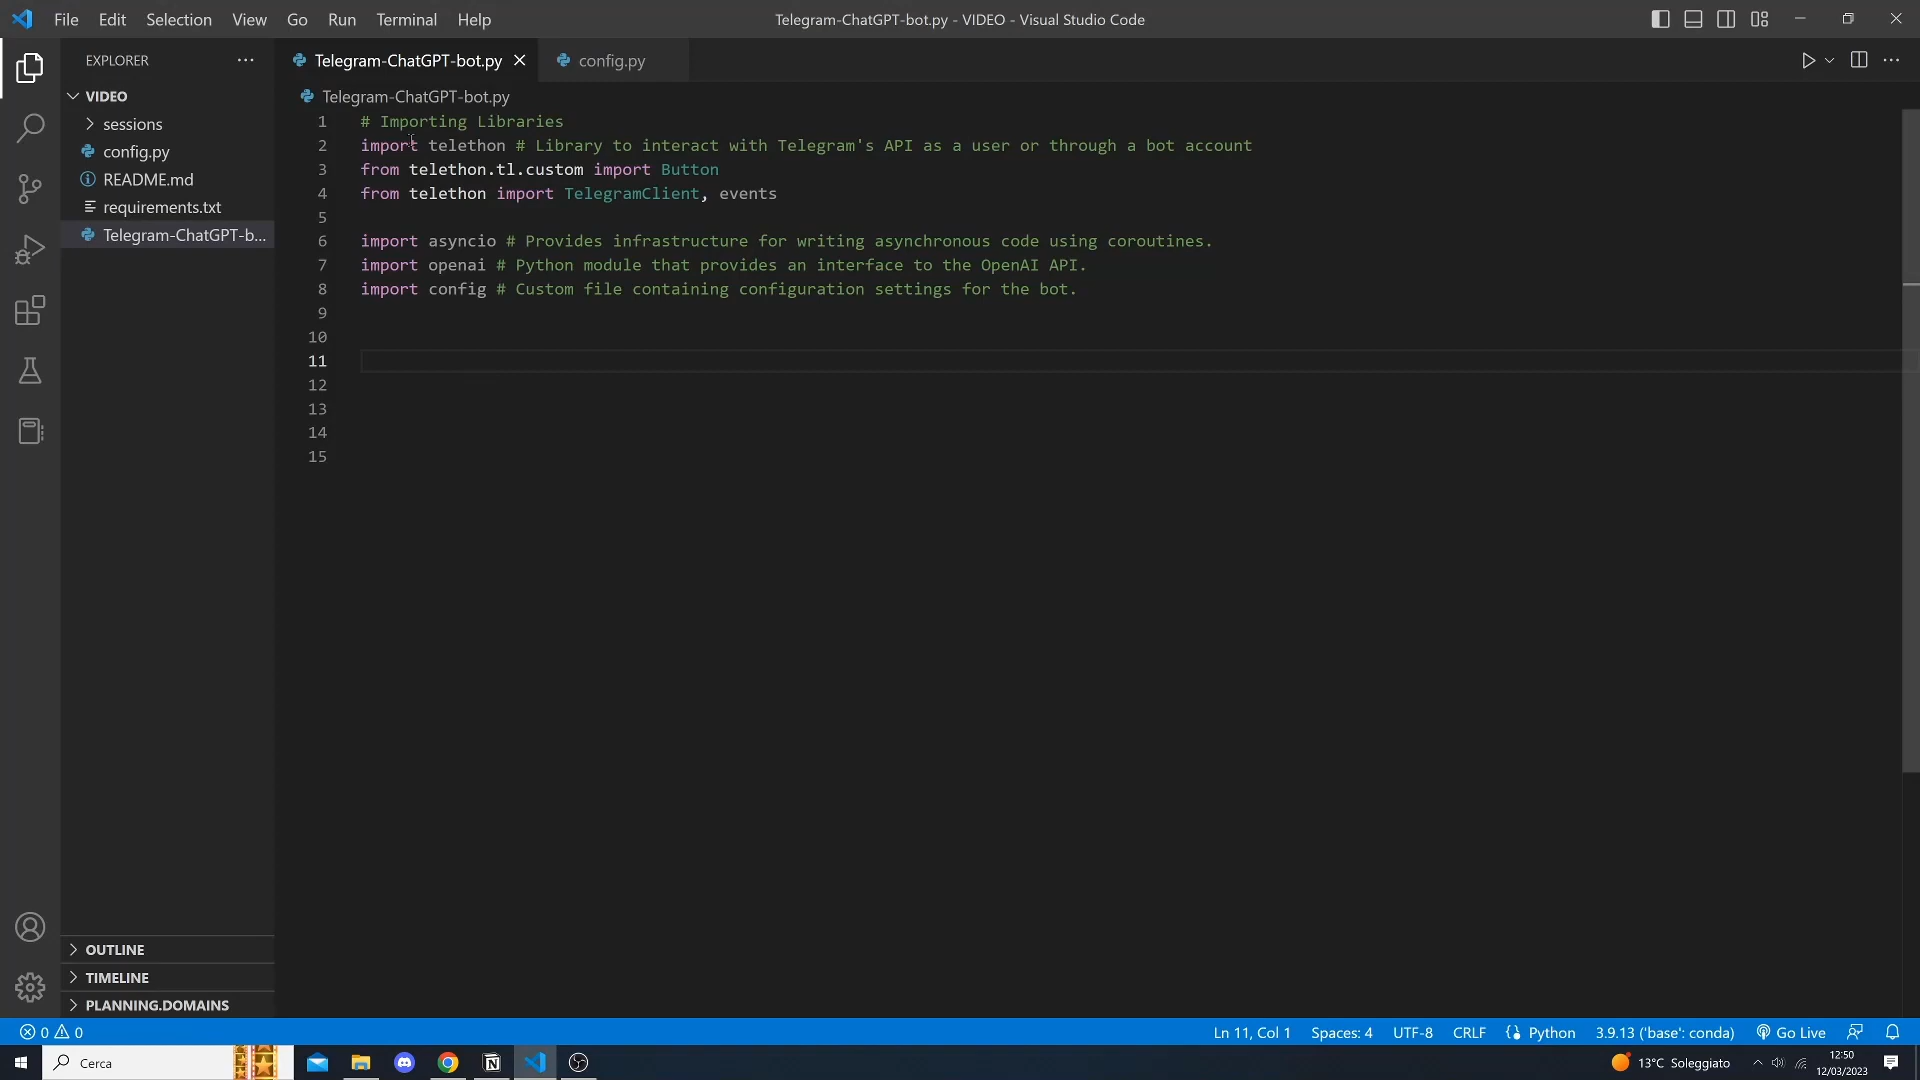 File Edit Selection View Go Run Terminal Help
Telegram-ChatGPT-bot.py - VIDEO - Visual Studio Code
EXPLORER
VIDEO
sessions
config.py
README.md
requirements.txt
Telegram-ChatGPT-b...
OUTLINE
TIMELINE
PLANNING.DOMAINS
Telegram-ChatGPT-bot.py
config.py
Telegram-ChatGPT-bot.py
1 # Importing Libraries
2 import telethon # Library to interact with Telegram's API as a user or through a bot account
3 from telethon.tl.custom import Button
4 from telethon import TelegramClient, events
5
6 import asyncio # Provides infrastructure for writing asynchronous code using coroutines.
7 import openai # Python module that provides an interface to the OpenAI API.
8 import config # Custom file containing configuration settings for the bot.
9
10
11
12
13
14
15
0 0
Ln 11, Col 1 Spaces: 4 UTF-8 CRLF Python 3.9.13 ('base': conda) Go Live
Cerca
13°C Soleggiato
12:50
12/03/2023